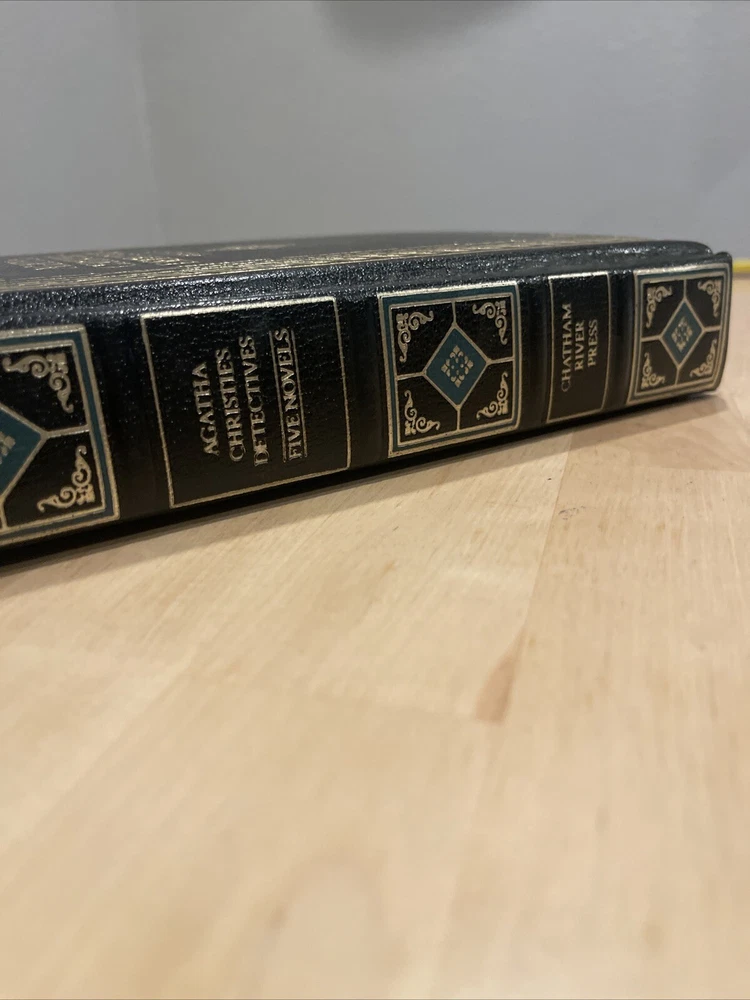 AGATHA
CHRISTIES
DETECTIVES
FIVE NOVELS
CHATHAM
RIVER
PRESS